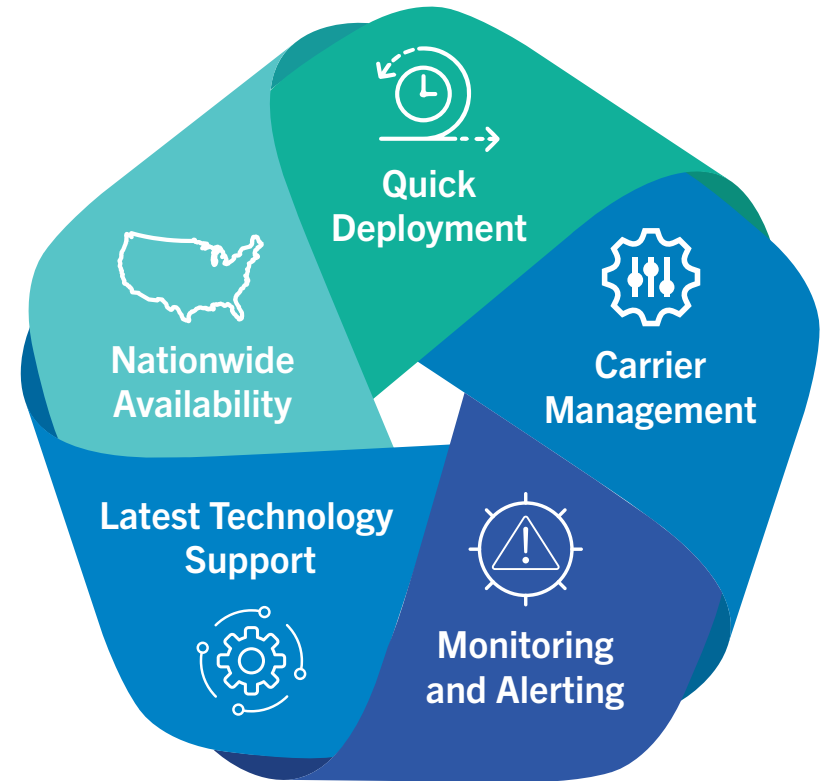 Quick
Deployment
Carrier
Management
Monitoring
and Alerting
Latest Technology
Support
Nationwide
Availability